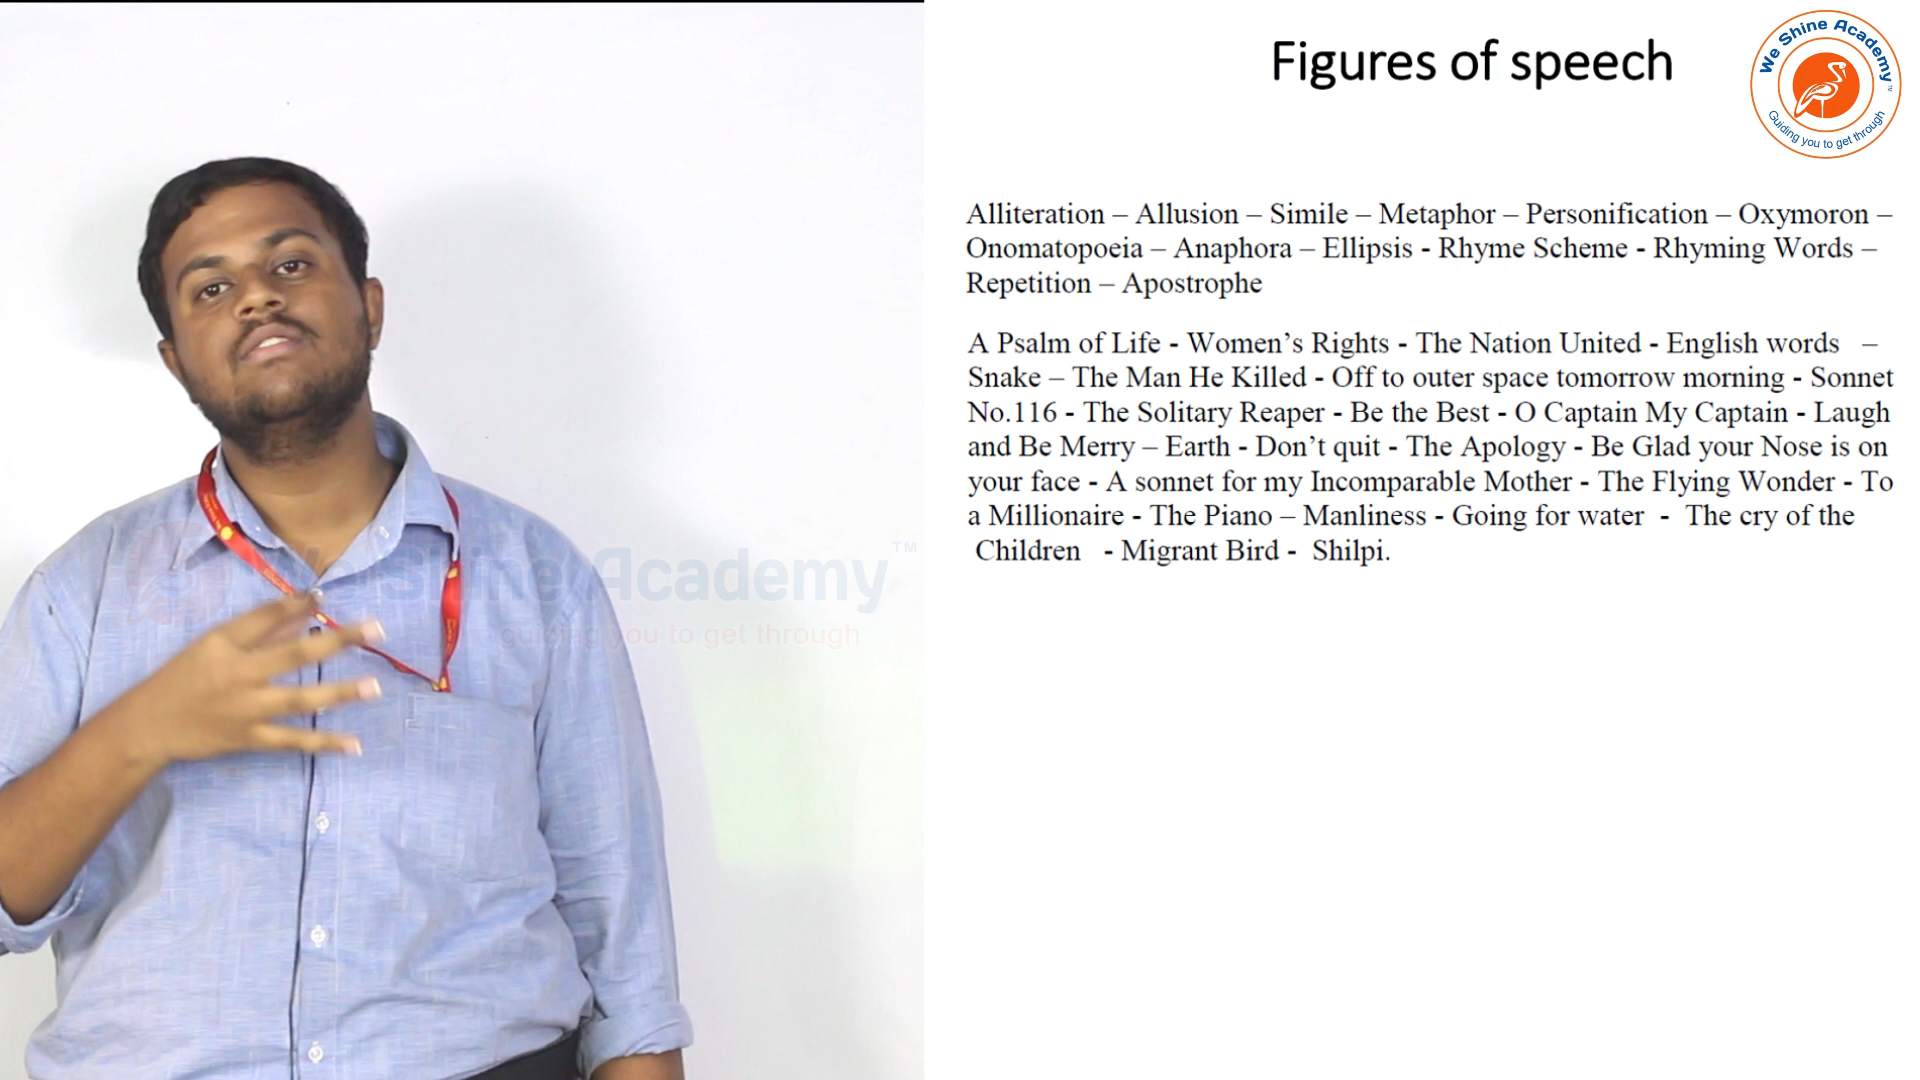 Figures of speech
We Shine Academy
TM
Guiding you to get through
Alliteration – Allusion – Simile – Metaphor – Personification – Oxymoron –
Onomatopoeia – Anaphora – Ellipsis - Rhyme Scheme - Rhyming Words –
Repetition – Apostrophe
A Psalm of Life - Women’s Rights - The Nation United - English words –
Snake – The Man He Killed - Off to outer space tomorrow morning - Sonnet
No.116 - The Solitary Reaper - Be the Best - O Captain My Captain - Laugh
and Be Merry – Earth - Don’t quit - The Apology - Be Glad your Nose is on
your face - A sonnet for my Incomparable Mother - The Flying Wonder - To
a Millionaire - The Piano – Manliness - Going for water - The cry of the
Children - Migrant Bird - Shilpi.
We Shine Academy TM
guiding you to get through